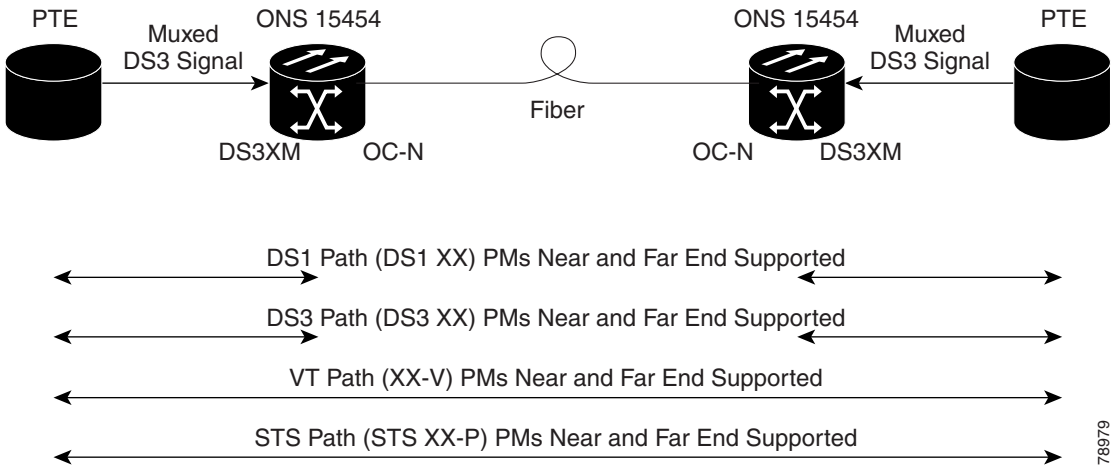 PTE
ONS 15454
ONS 15454
PTE
Muxed
DS3 Signal
Muxed
DS3 Signal
Fiber
DS3XM
OC-N
OC-N
DS3XM
DS1 Path (DS1 XX) PMs Near and Far End Supported
DS3 Path (DS3 XX) PMs Near and Far End Supported
VT Path (XX-V) PMs Near and Far End Supported
STS Path (STS XX-P) PMs Near and Far End Supported
78979